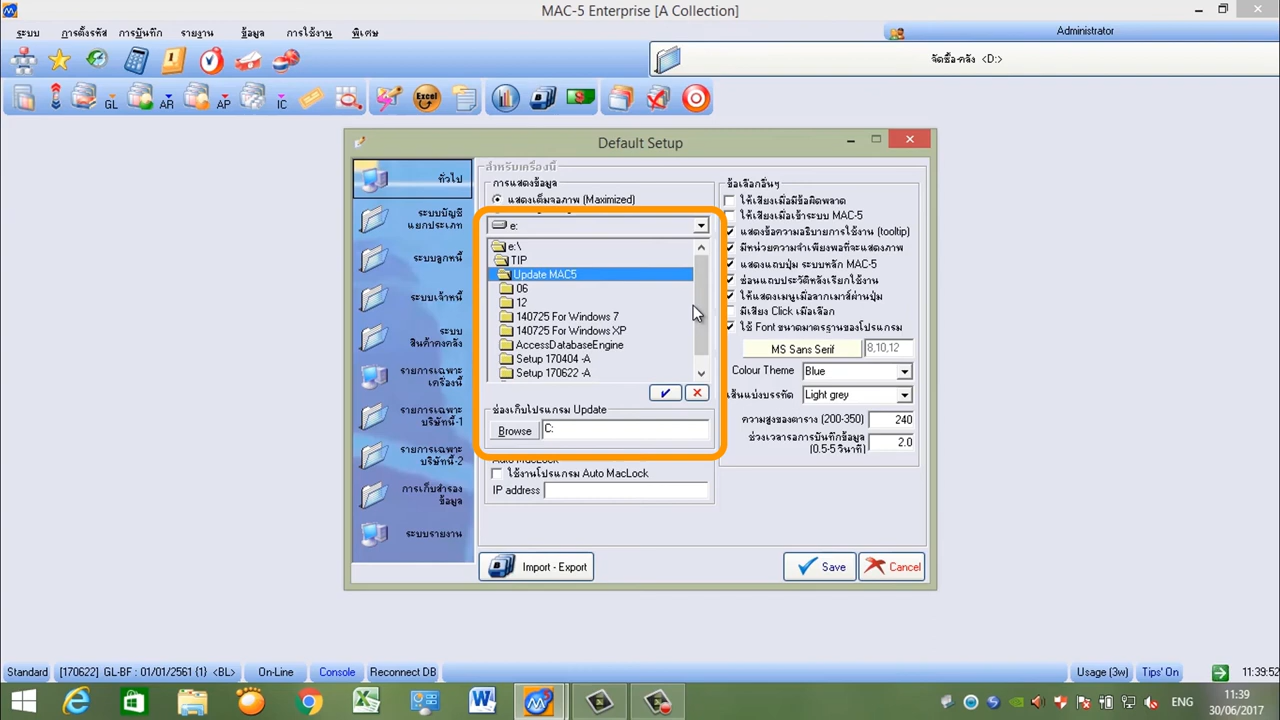 MAC-5 Enterprise [A Collection]
ระบบ การตั้งรหัส การบันทึก รายงาน ข้อมูล การใช้งาน พิเศษ
Administrator
จัดซื้อ-คลัง <D:>
GL AR AP IC Excel
Default Setup
ทั่วไป
ระบบบัญชี
แยกประเภท
ระบบลูกหนี้
ระบบเจ้าหนี้
ระบบ
สินค้าคงคลัง
รายการเฉพาะ
เครื่องนี้
รายการเฉพาะ
บริษัทนี้-1
รายการเฉพาะ
บริษัทนี้-2
การเก็บสำรอง
ข้อมูล
ระบบรายงาน
สำหรับเครื่องนี้
การแสดงข้อมูล
แสดงเต็มจอภาพ (Maximized)
e:
e:\
TIP
Update MAC5
06
12
140725 For Windows 7
140725 For Windows XP
AccessDatabaseEngine
Setup 170404 -A
Setup 170622 -A
ช่องเก็บโปรแกรม Update
Browse C:
ใช้งานโปรแกรม Auto MacLock
IP address
ข้อเลือกอื่นๆ
ให้เสียงเมื่อมีข้อผิดพลาด
ให้เสียงเมื่อเข้าระบบ MAC-5
แสดงข้อความอธิบายการใช้งาน (tooltip)
มีหน่วยความจำเพียงพอที่จะแสดงภาพ
แสดงแถบปุ่ม ระบบหลัก MAC-5
ซ่อนแถบประวัติหลังเรียกใช้งาน
ให้แสดงเมนูเมื่อลากเมาส์ผ่านปุ่ม
มีเสียง Click เมื่อเลือก
ใช้ Font ขนาดมาตรฐานของโปรแกรม
MS Sans Serif 8,10,12
Colour Theme Blue
เส้นแบ่งบรรทัด Light grey
ความสูงของตาราง (200-350) 240
ช่วงเวลารอการบันทึกข้อมูล
(0.5-5 วินาที) 2.0
Import - Export Save Cancel
Standard [170622] GL-BF : 01/01/2561 {1} <BL> On-Line Console Reconnect DB Usage (3w) Tips' On 11:39:52
ENG
11:39
30/06/2017